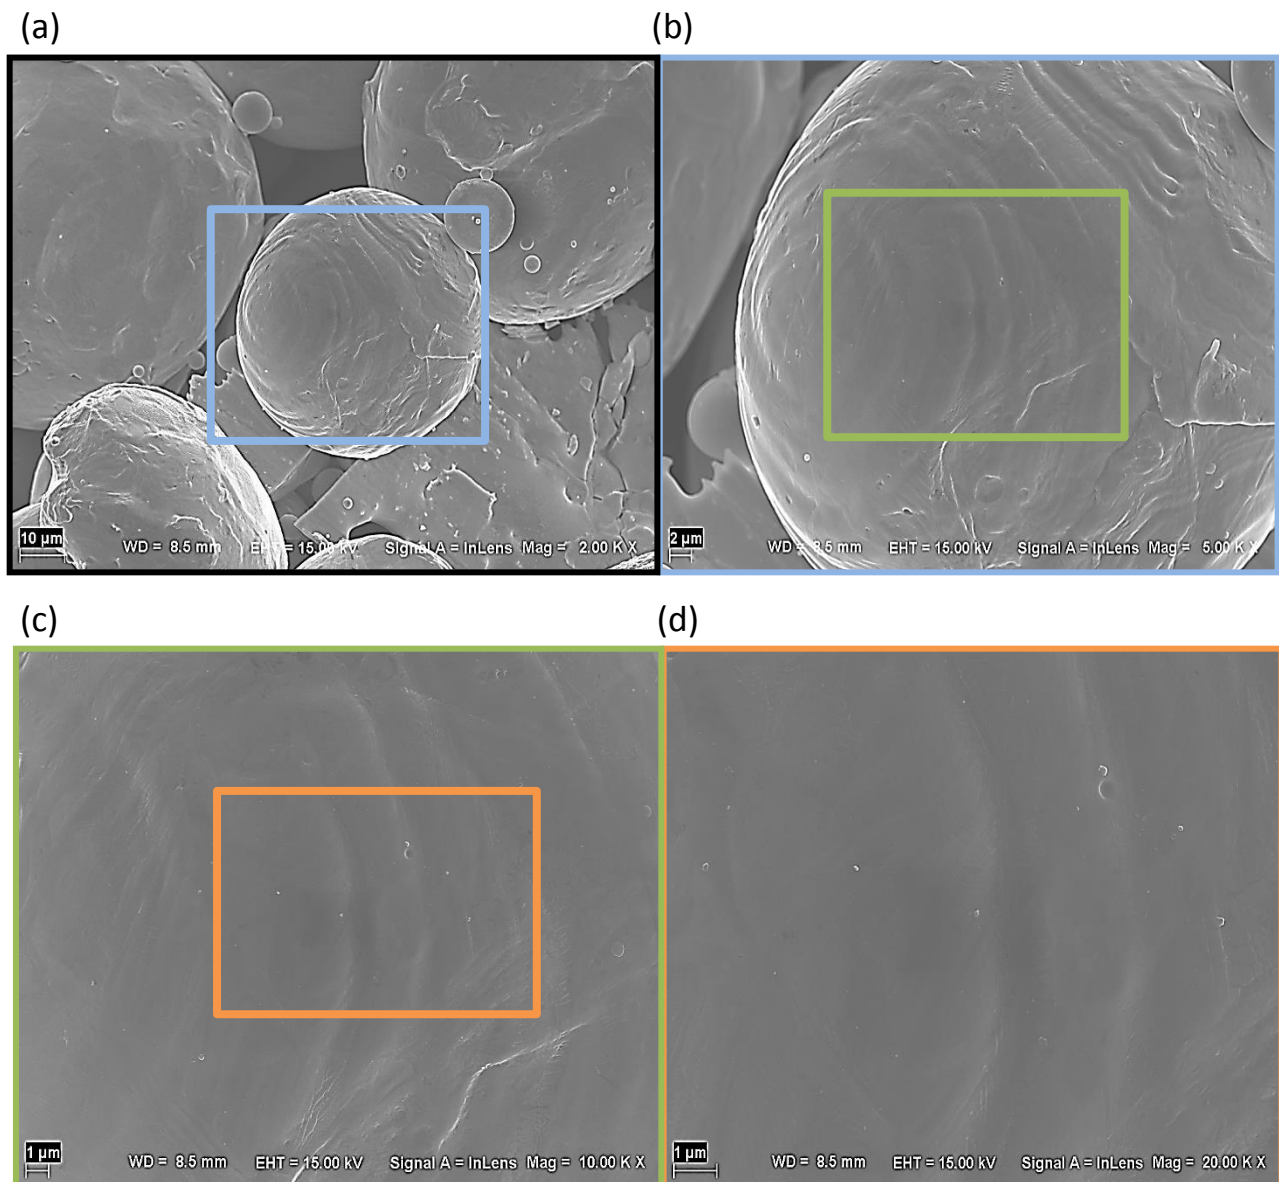 (a)
(b)
10 µm
WD = 8.5 mm EHT = 15.00 kV Signal A = InLens Mag = 2.00 K X
2 µm
WD = 8.5 mm EHT = 15.00 kV Signal A = InLens Mag = 5.00 K X
(c)
(d)
1 µm
WD = 8.5 mm EHT = 15.00 kV Signal A = InLens Mag = 10.00 K X
1 µm
WD = 8.5 mm EHT = 15.00 kV Signal A = InLens Mag = 20.00 K X